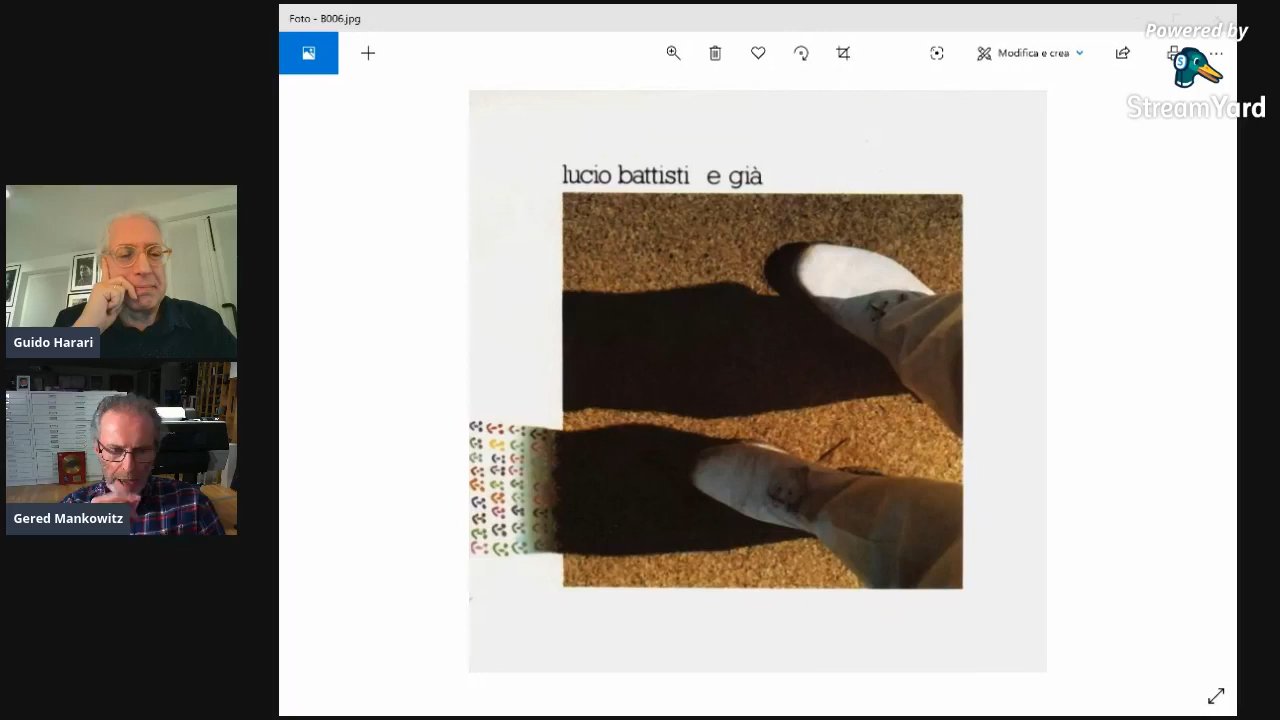 Foto - B006.jpg
Modifica e crea
Powered by
StreamYard
lucio battisti e già
Guido Harari
Gered Mankowitz